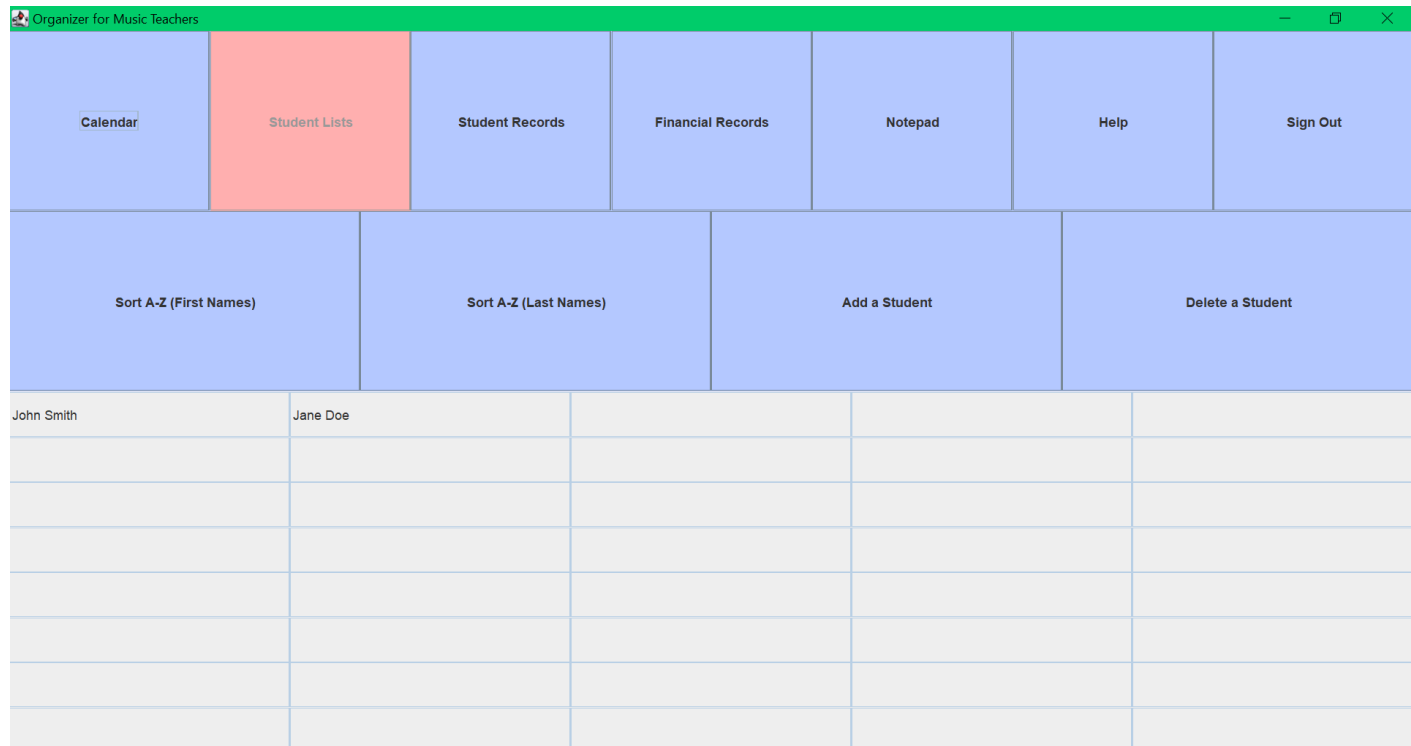 Organizer for Music Teachers
Calendar Student Lists Student Records Financial Records Notepad Help Sign Out
Sort A-Z (First Names) Sort A-Z (Last Names) Add a Student Delete a Student
John Smith Jane Doe